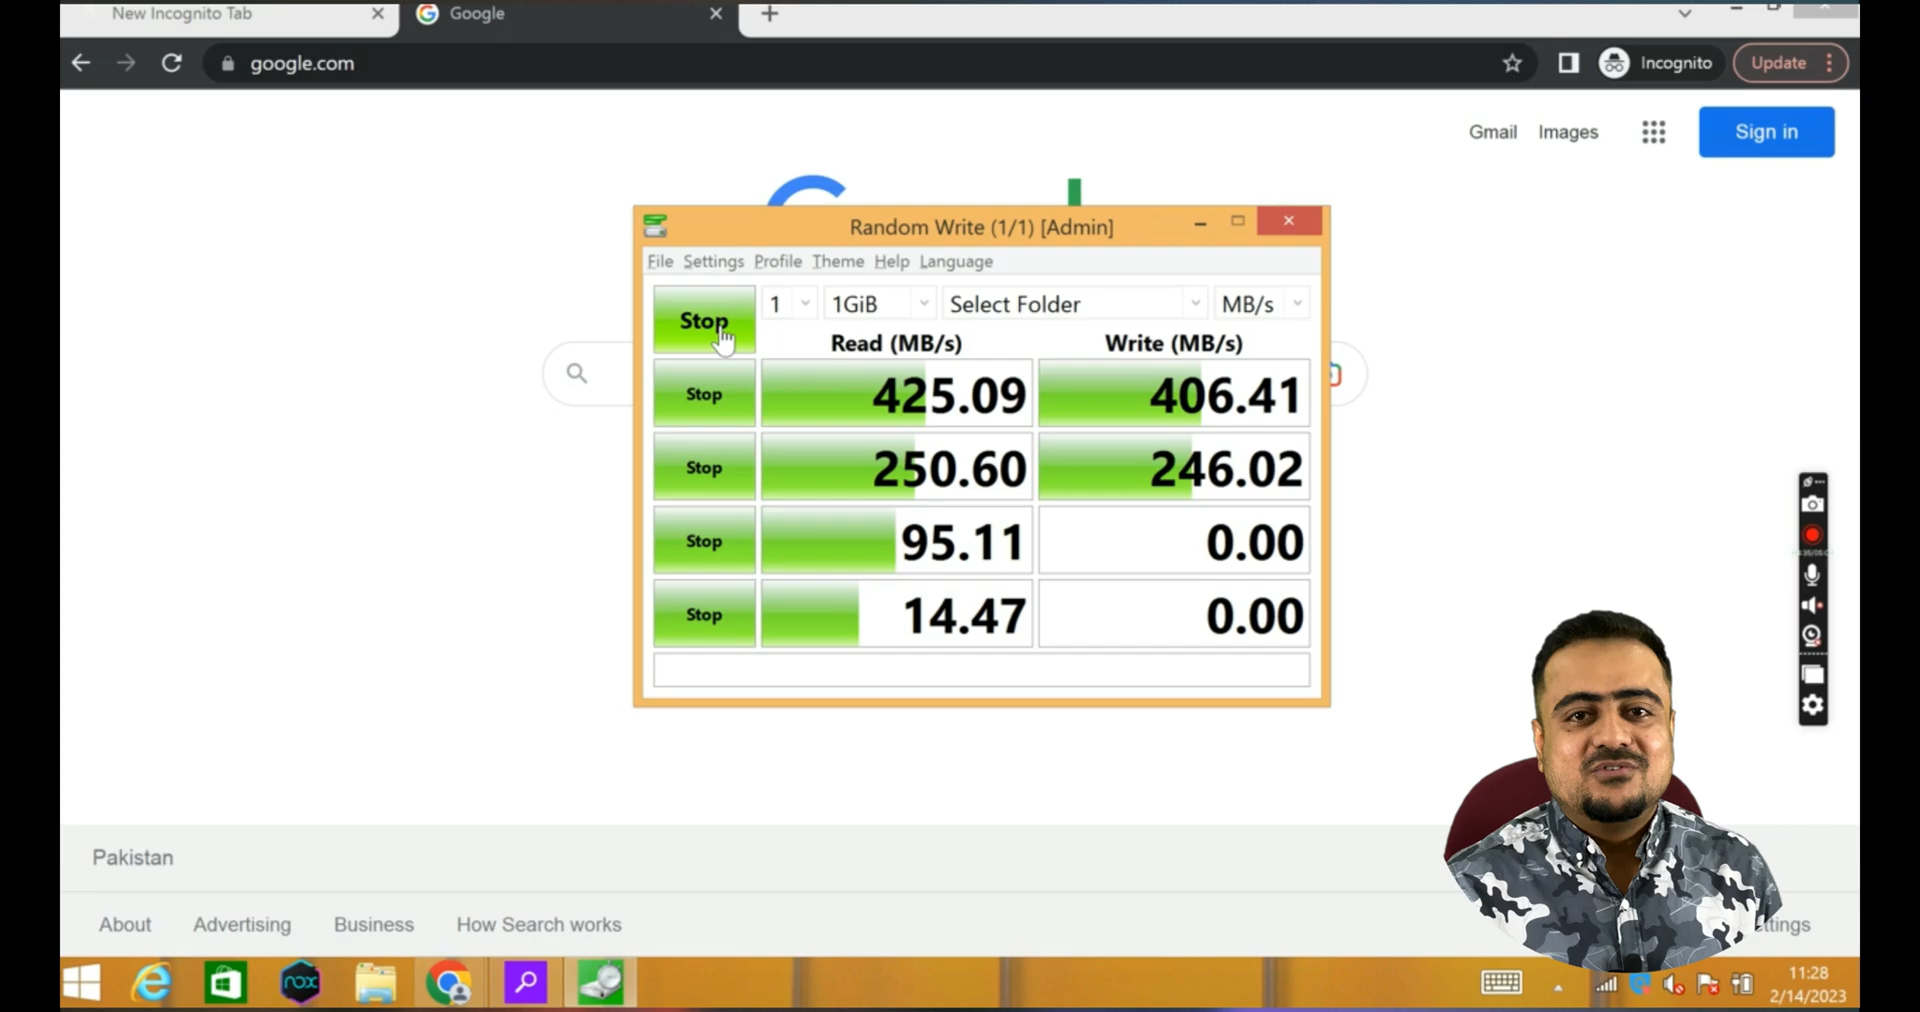 New Incognito Tab
Google
google.com
Incognito
Update
Gmail
Images
Sign in
Random Write (1/1) [Admin]
File Settings Profile Theme Help Language
Stop
1
1GiB
Select Folder
MB/s
Read (MB/s)
Write (MB/s)
Stop 425.09 406.41
Stop 250.60 246.02
Stop 95.11 0.00
Stop 14.47 0.00
Pakistan
About
Advertising
Business
How Search works
ttings
nox
11:28
2/14/2023